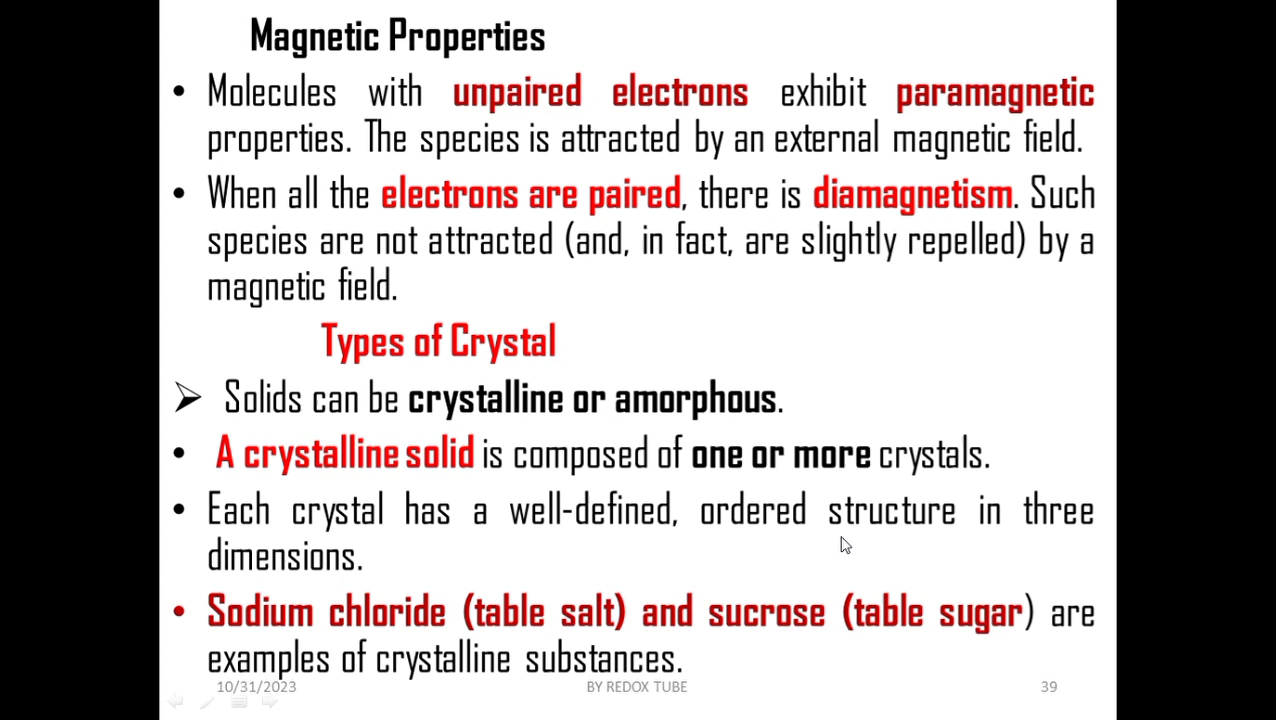 Magnetic Properties
• Molecules with unpaired electrons exhibit paramagnetic
properties. The species is attracted by an external magnetic field.
• When all the electrons are paired, there is diamagnetism. Such
species are not attracted (and, in fact, are slightly repelled) by a
magnetic field.
Types of Crystal
➢ Solids can be crystalline or amorphous.
• A crystalline solid is composed of one or more crystals.
• Each crystal has a well-defined, ordered structure in three
dimensions.
• Sodium chloride (table salt) and sucrose (table sugar) are
examples of crystalline substances.
10/31/2023 BY REDOX TUBE 39